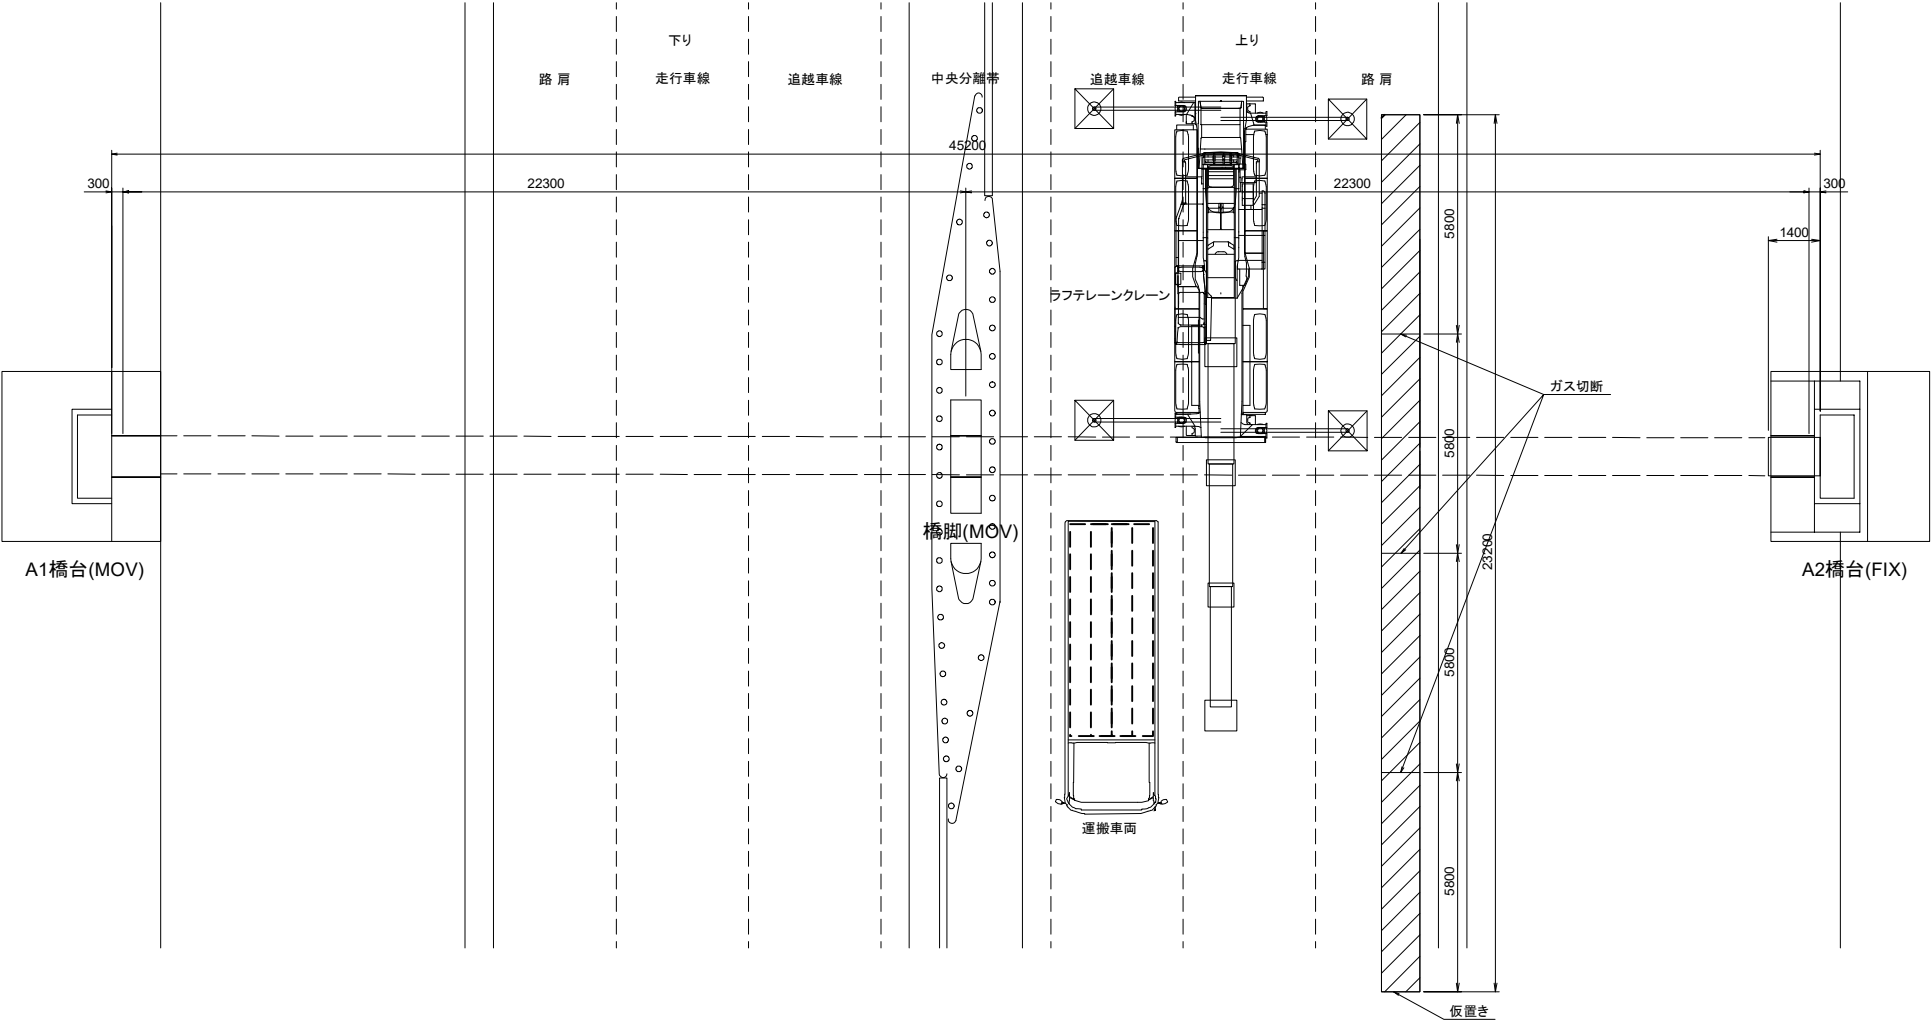 下り
上り
路 肩
走行車線
追越車線
中央分離帯
追越車線
走行車線
路 肩
45200
300
22300
22300
300
5800
1400
ラフテレーンクレーン
ガス切断
5800
橋脚(MOV)
23200
A1橋台(MOV)
A2橋台(FIX)
5800
運搬車両
5800
仮置き